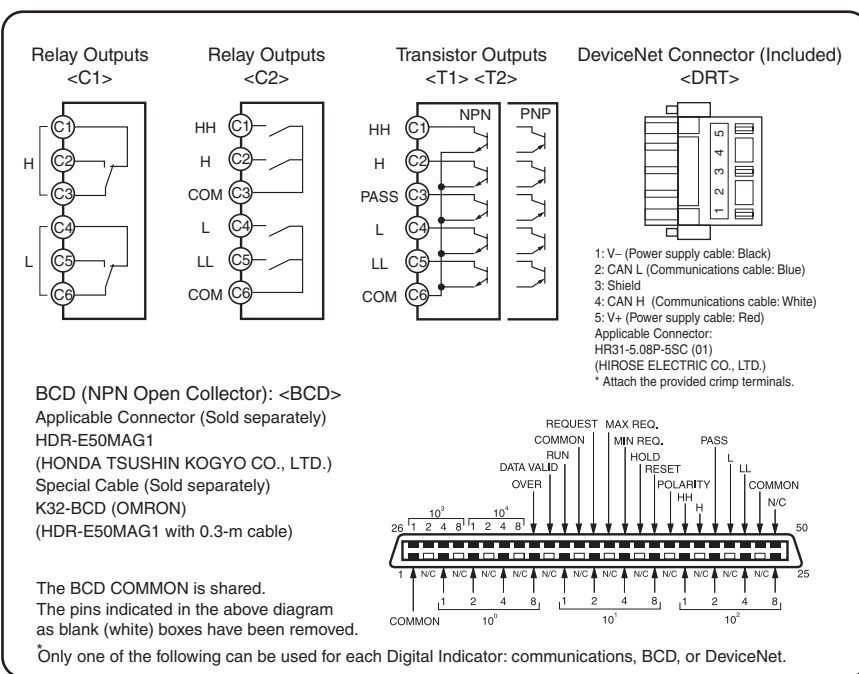 Relay Outputs
<C1>
C1
C2
C3
C4
C5
C6
H
L
Relay Outputs
<C2>
HH
H
COM
L
LL
COM
C1
C2
C3
C4
C5
C6
Transistor Outputs
<T1> <T2>
NPN
PNP
HH
H
PASS
L
LL
COM
C1
C2
C3
C4
C5
C6
DeviceNet Connector (Included)
<DRT>
1 2 3 4 5
1: V– (Power supply cable: Black)
2: CAN L (Communications cable: Blue)
3: Shield
4: CAN H (Communications cable: White)
5: V+ (Power supply cable: Red)
Applicable Connector:
HR31-5.08P-5SC (01)
(HIROSE ELECTRIC CO., LTD.)
* Attach the provided crimp terminals.
BCD (NPN Open Collector): <BCD>
Applicable Connector (Sold separately)
HDR-E50MAG1
(HONDA TSUSHIN KOGYO CO., LTD.)
Special Cable (Sold separately)
K32-BCD (OMRON)
(HDR-E50MAG1 with 0.3-m cable)
The BCD COMMON is shared.
The pins indicated in the above diagram
as blank (white) boxes have been removed.
REQUEST MAX REQ.
COMMON MIN REQ. PASS
RUN HOLD L
DATA VALID RESET LL
OVER POLARITY COMMON
HH N/C
H
10³ 10⁴
26 1 2 4 8 1 2 4 8 50
1 N/C N/C N/C N/C N/C N/C N/C N/C N/C N/C N/C N/C 25
1 2 4 8 1 2 4 8 1 2 4 8
COMMON 10⁰ 10¹ 10²
* Only one of the following can be used for each Digital Indicator: communications, BCD, or DeviceNet.